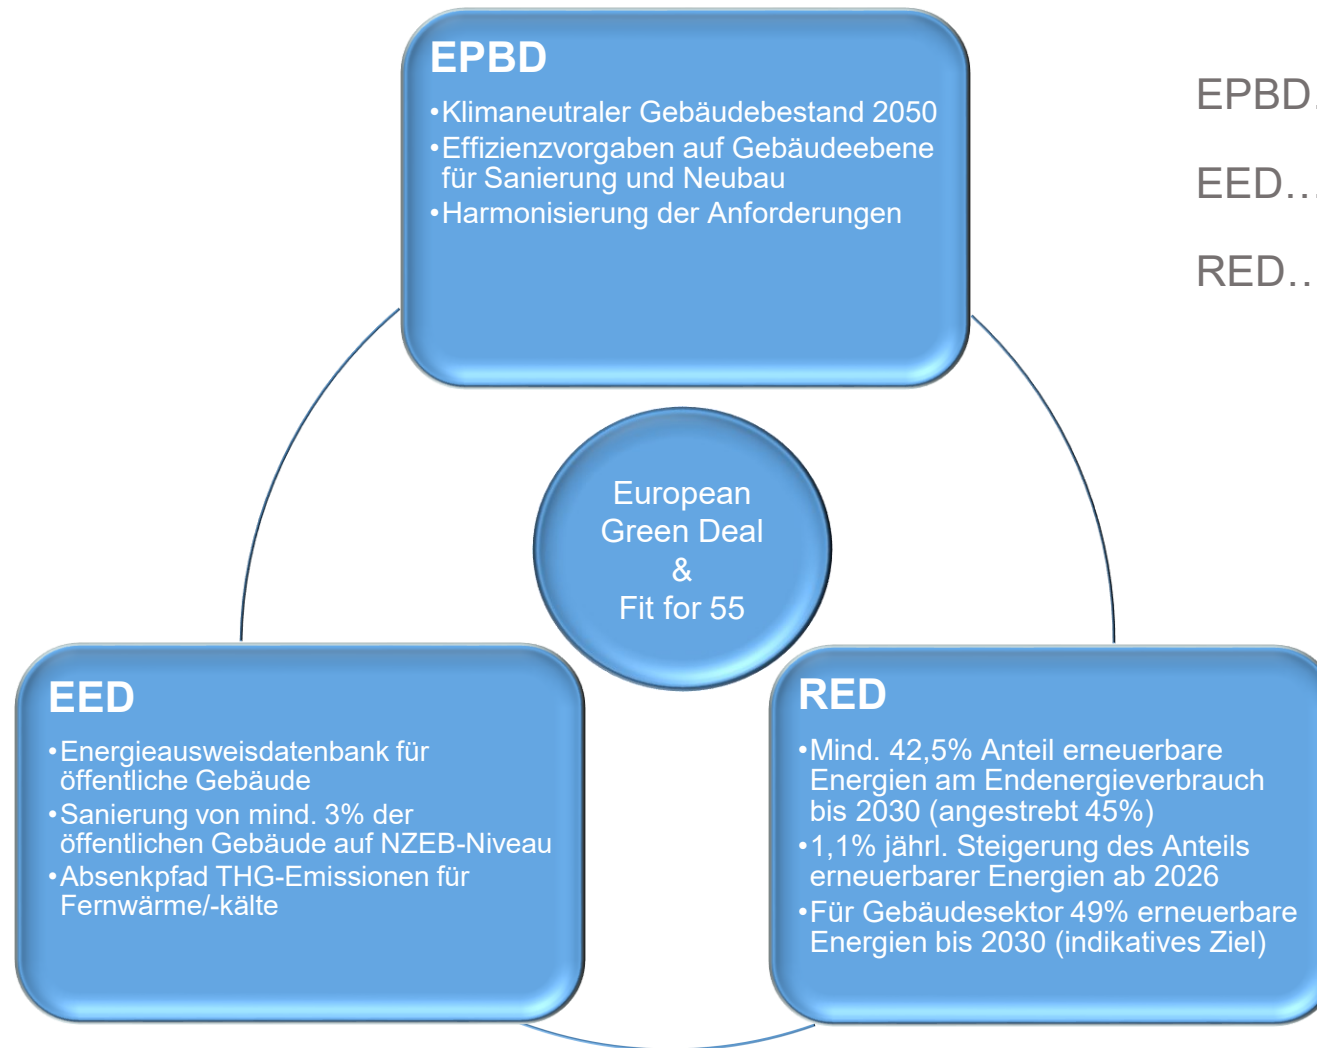 EPBD
•Klimaneutraler Gebäudebestand 2050
•Effizienzvorgaben auf Gebäudeebene
für Sanierung und Neubau
•Harmonisierung der Anforderungen
EPBD.
EED…
RED…
European
Green Deal
&
Fit for 55
EED
•Energieausweisdatenbank für
öffentliche Gebäude
•Sanierung von mind. 3% der
öffentlichen Gebäude auf NZEB-Niveau
•Absenkpfad THG-Emissionen für
Fernwärme/-kälte
RED
•Mind. 42,5% Anteil erneuerbare
Energien am Endenergieverbrauch
bis 2030 (angestrebt 45%)
•1,1% jährl. Steigerung des Anteils
erneuerbarer Energien ab 2026
•Für Gebäudesektor 49% erneuerbare
Energien bis 2030 (indikatives Ziel)